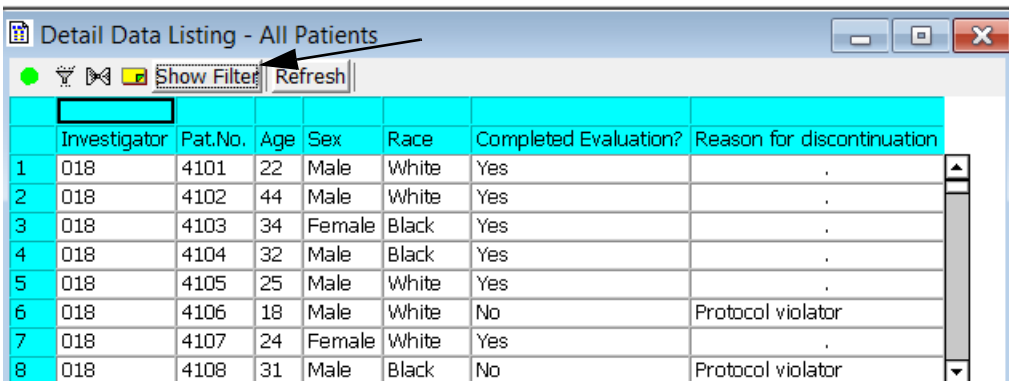 Detail Data Listing - All Patients
Show Filter Refresh
Investigator Pat.No. Age Sex Race Completed Evaluation? Reason for discontinuation
1 018 4101 22 Male White Yes .
2 018 4102 44 Male White Yes .
3 018 4103 34 Female Black Yes .
4 018 4104 32 Male Black Yes .
5 018 4105 25 Male White Yes .
6 018 4106 18 Male White No Protocol violator
7 018 4107 24 Female White Yes .
8 018 4108 31 Male Black No Protocol violator